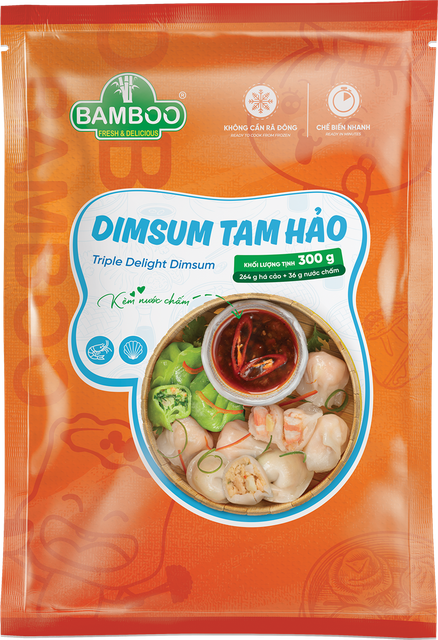 BAMBOO®
FRESH & DELICIOUS
KHÔNG CẦN RÃ ĐÔNG
READY TO COOK FROM FROZEN
CHẾ BIẾN NHANH
READY IN MINUTES
DIMSUM TAM HẢO
Triple Delight Dimsum
KHỐI LƯỢNG TỊNH 300 g
264 g há cảo + 36 g nước chấm
Kèm nước chấm
BAMBOO